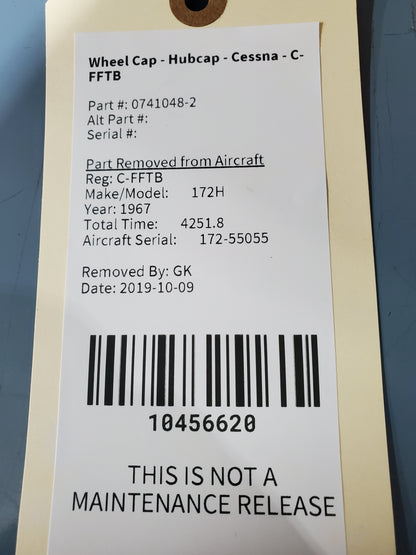 Wheel Cap - Hubcap - Cessna - C-
FFTB
Part #: 0741048-2
Alt Part #:
Serial #:
Part Removed from Aircraft
Reg: C-FFTB
Make/Model: 172H
Year: 1967
Total Time: 4251.8
Aircraft Serial: 172-55055
Removed By: GK
Date: 2019-10-09
10456620
THIS IS NOT A
MAINTENANCE RELEASE